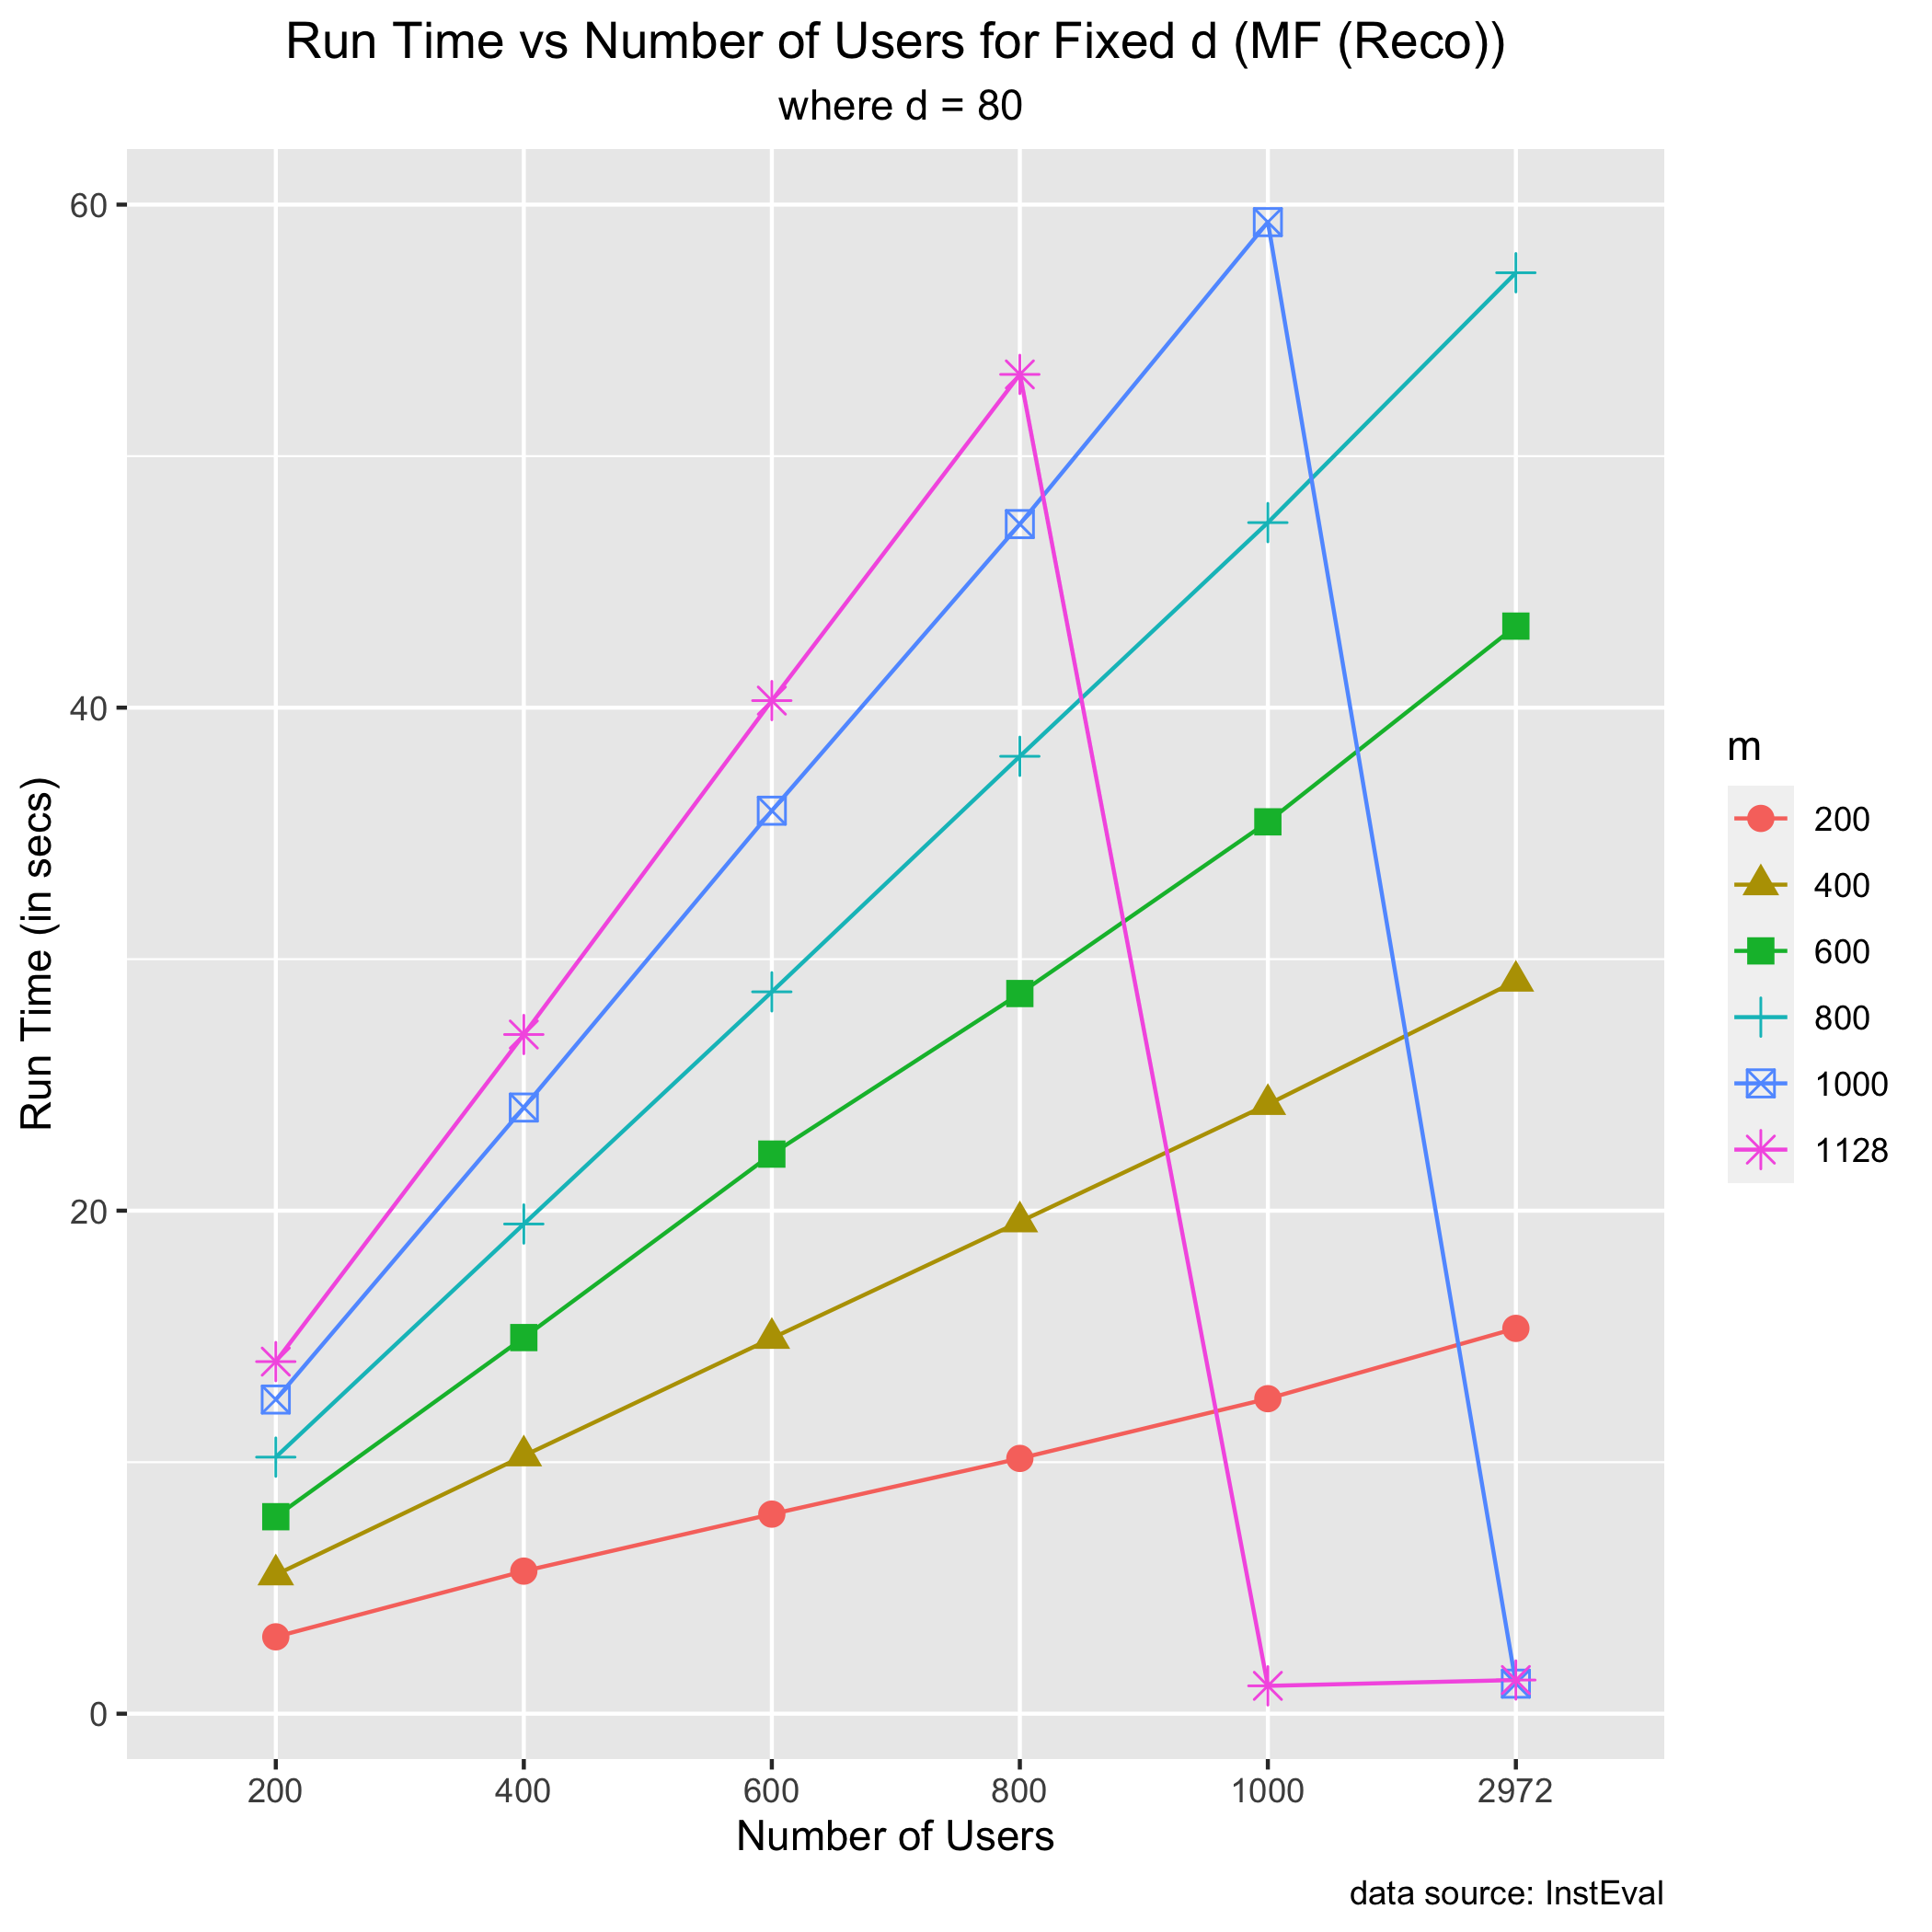 Run Time vs Number of Users for Fixed d (MF (Reco))
where d = 80
60
40
20
0
Run Time (in secs)
200 400 600 800 1000 2972
Number of Users
m
200
400
600
800
1000
1128
data source: InstEval